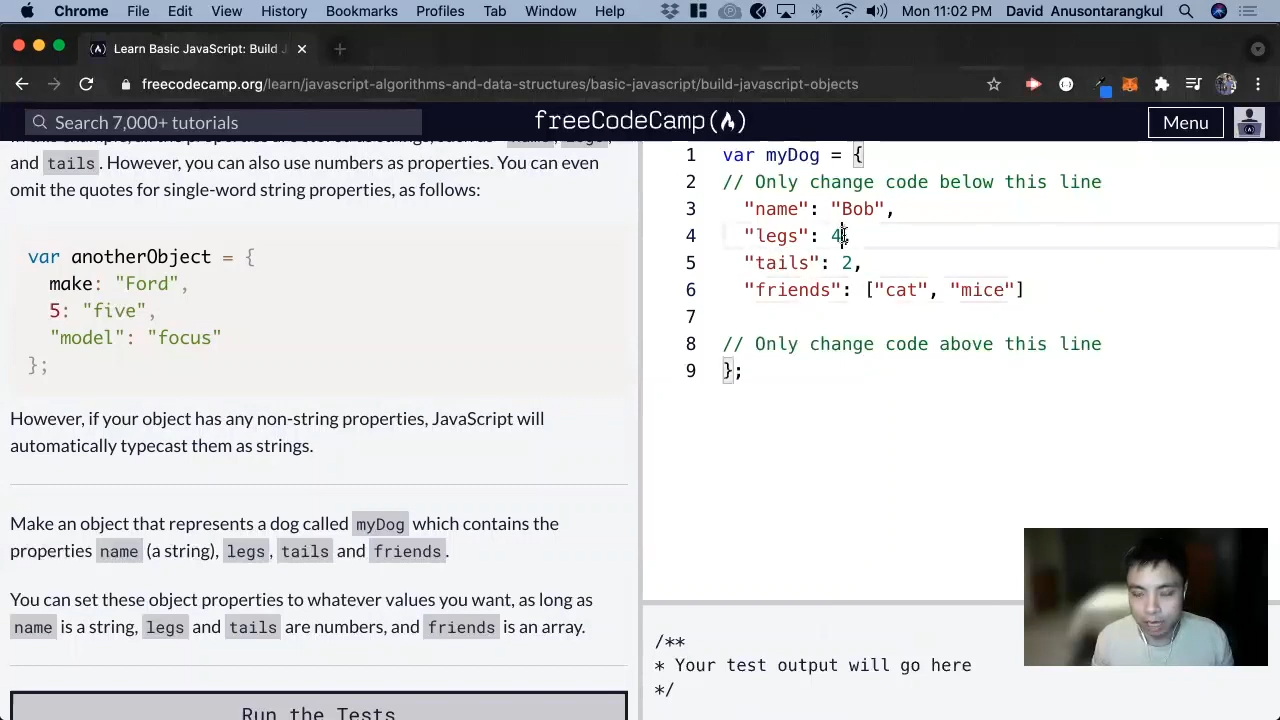 Chrome File Edit View History Bookmarks Profiles Tab Window Help Mon 11:02 PM David Anusontarangkul
Learn Basic JavaScript: Build J
freecodecamp.org/learn/javascript-algorithms-and-data-structures/basic-javascript/build-javascript-objects
Search 7,000+ tutorials
freeCodeCamp(🔥)
Menu
and tails. However, you can also use numbers as properties. You can even
omit the quotes for single-word string properties, as follows:
var anotherObject = {
make: "Ford",
5: "five",
"model": "focus"
};
However, if your object has any non-string properties, JavaScript will
automatically typecast them as strings.
Make an object that represents a dog called myDog which contains the
properties name (a string), legs, tails and friends.
You can set these object properties to whatever values you want, as long as
name is a string, legs and tails are numbers, and friends is an array.
Run the Tests
1 var myDog = {
2 // Only change code below this line
3 "name": "Bob",
4 "legs": 4,
5 "tails": 2,
6 "friends": ["cat", "mice"]
7
8 // Only change code above this line
9 };
/**
* Your test output will go here
*/